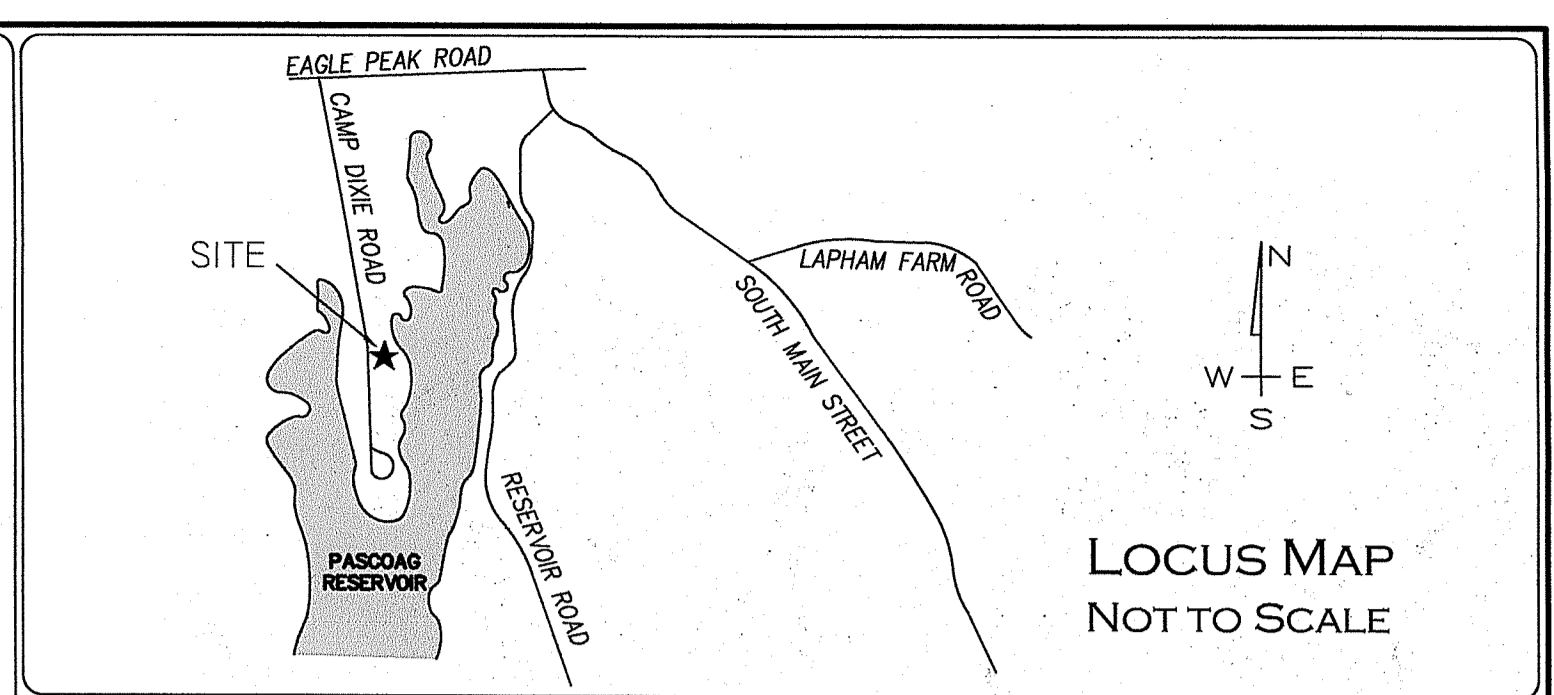 EAGLE PEAK ROAD
CAMP DIXIE ROAD
SITE
LAPHAM FARM ROAD
SOUTH MAIN STREET
N
W E
S
RESERVOIR ROAD
PASCOAG
RESERVOIR
LOCUS MAP
NOT TO SCALE